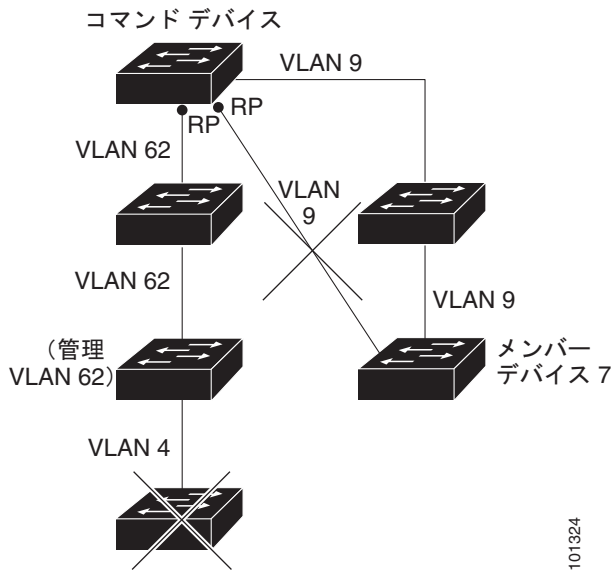 コマンド デバイス
VLAN 9
RP
RP
VLAN 62
VLAN
9
VLAN 62
VLAN 9
（管理
VLAN 62）
メンバー
デバイス 7
VLAN 4
101324